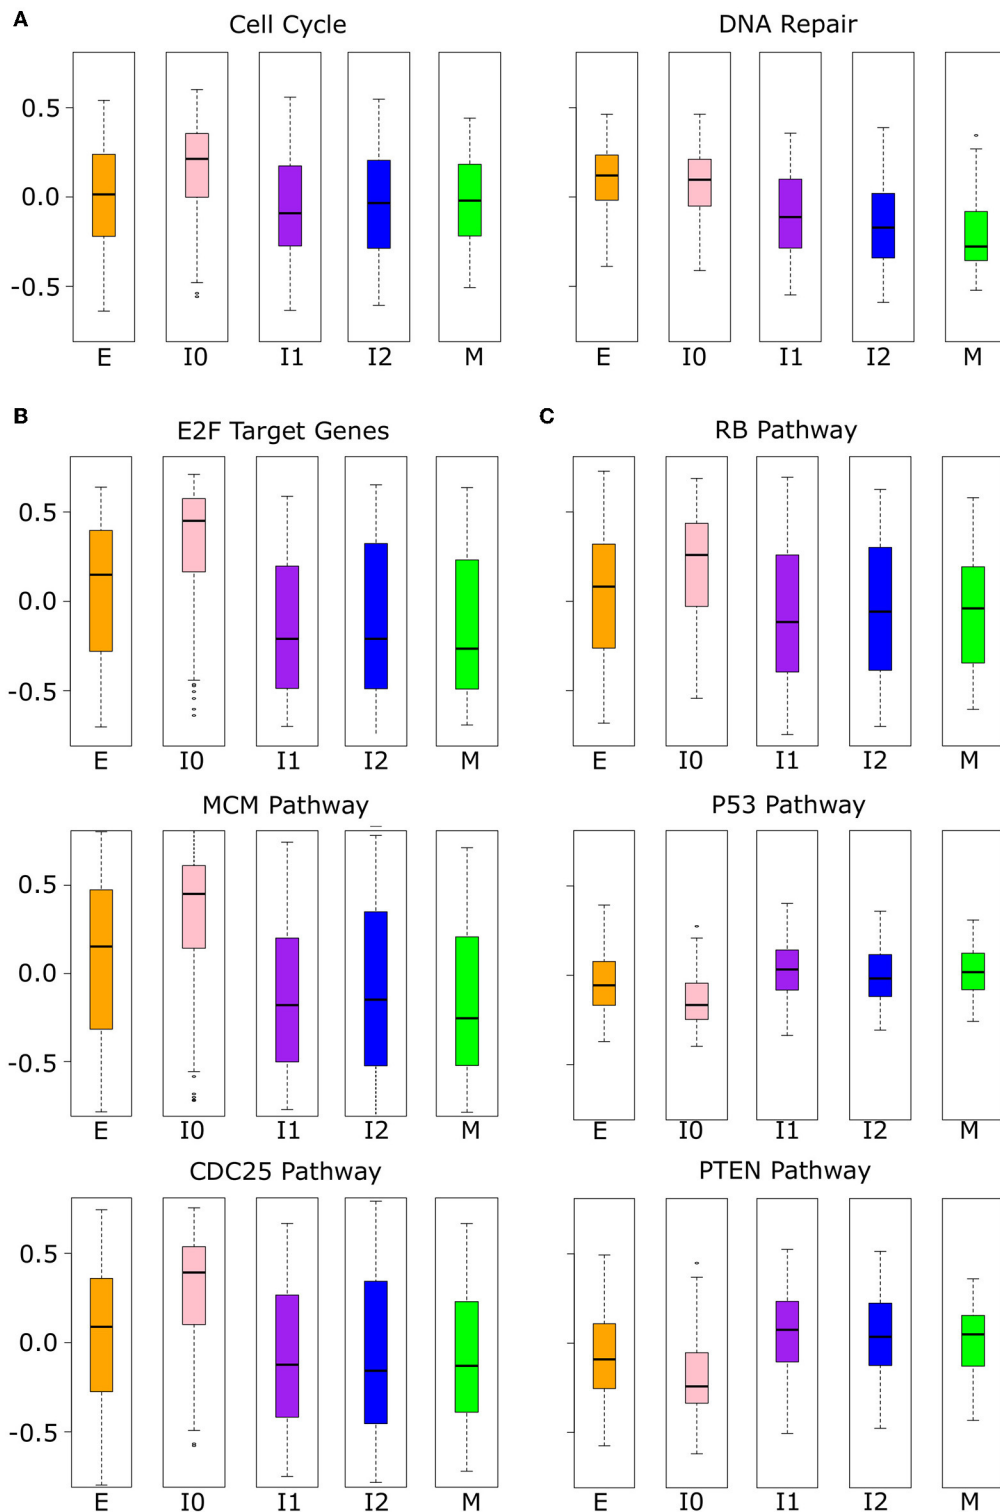 A
Cell Cycle
DNA Repair
0.5
0.0
-0.5
E I0 I1 I2 M
E I0 I1 I2 M
B
C
E2F Target Genes
RB Pathway
0.5
0.0
-0.5
E I0 I1 I2 M
E I0 I1 I2 M
MCM Pathway
P53 Pathway
0.5
0.0
-0.5
E I0 I1 I2 M
E I0 I1 I2 M
CDC25 Pathway
PTEN Pathway
0.5
0.0
-0.5
E I0 I1 I2 M
E I0 I1 I2 M